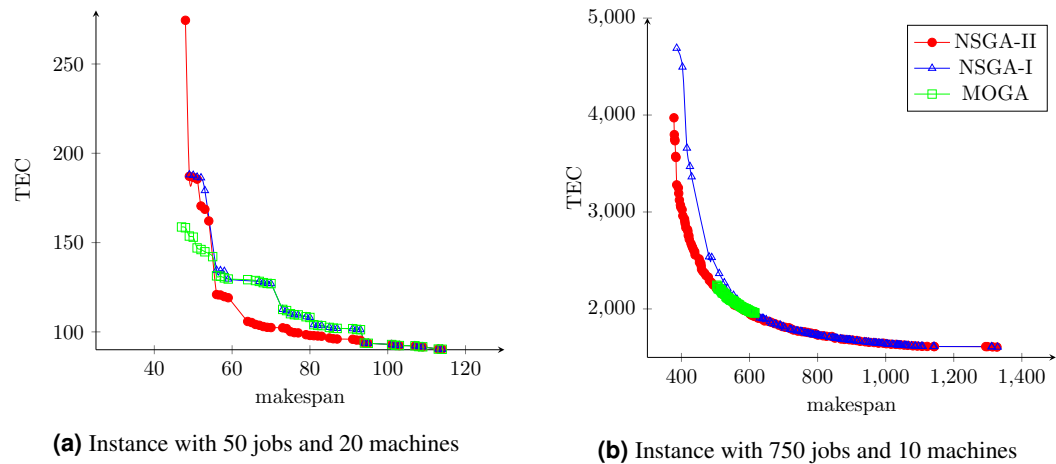 250
200
150
100
TEC
40
60
80
100
120
makespan
(a) Instance with 50 jobs and 20 machines
5,000
4,000
3,000
2,000
TEC
NSGA-II
NSGA-I
MOGA
400
600
800
1,000
1,200
1,400
makespan
(b) Instance with 750 jobs and 10 machines